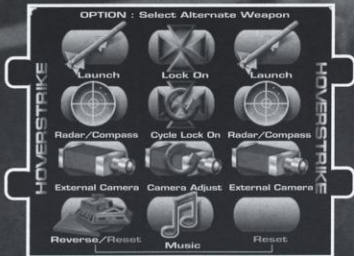 OPTION : Select Alternate Weapon
Launch Lock On Launch
HOVERSTRIKE
HOVERSTRIKE
Radar/Compass Cycle Lock On Radar/Compass
External Camera Camera Adjust External Camera
Reverse/Reset Music Reset